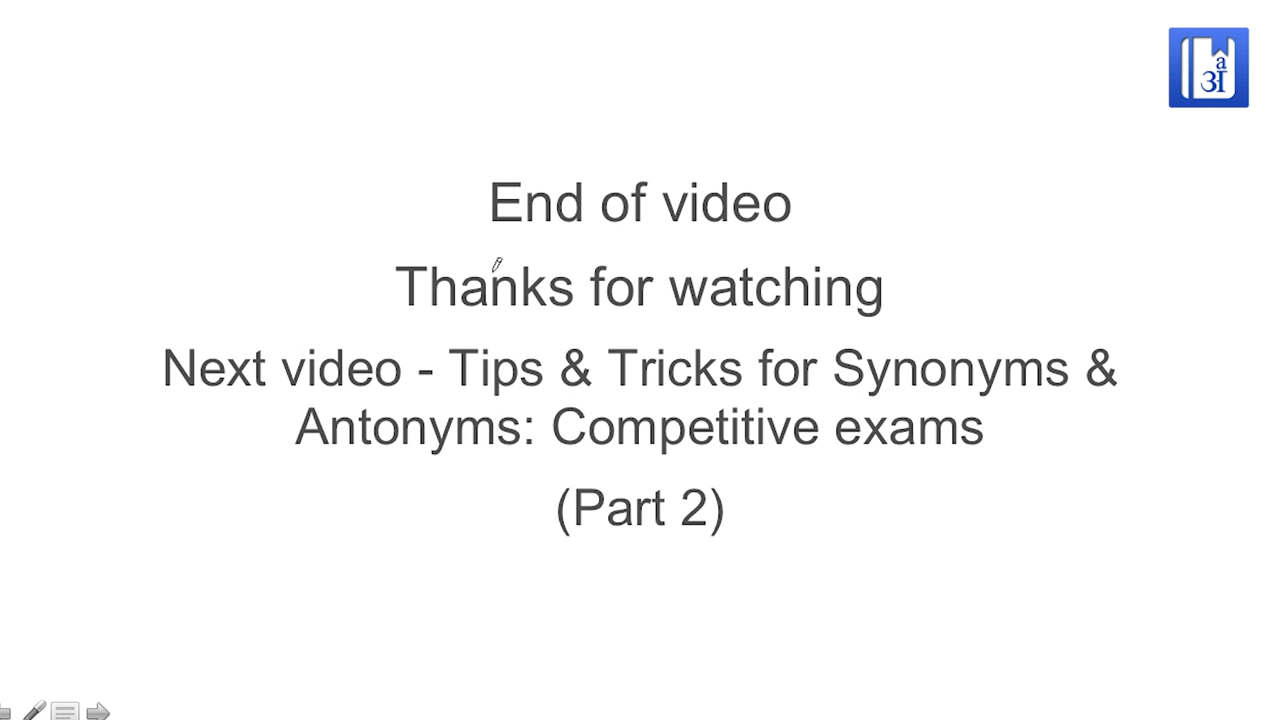 a
अ
End of video
Thanks for watching
Next video - Tips & Tricks for Synonyms &
Antonyms: Competitive exams
(Part 2)